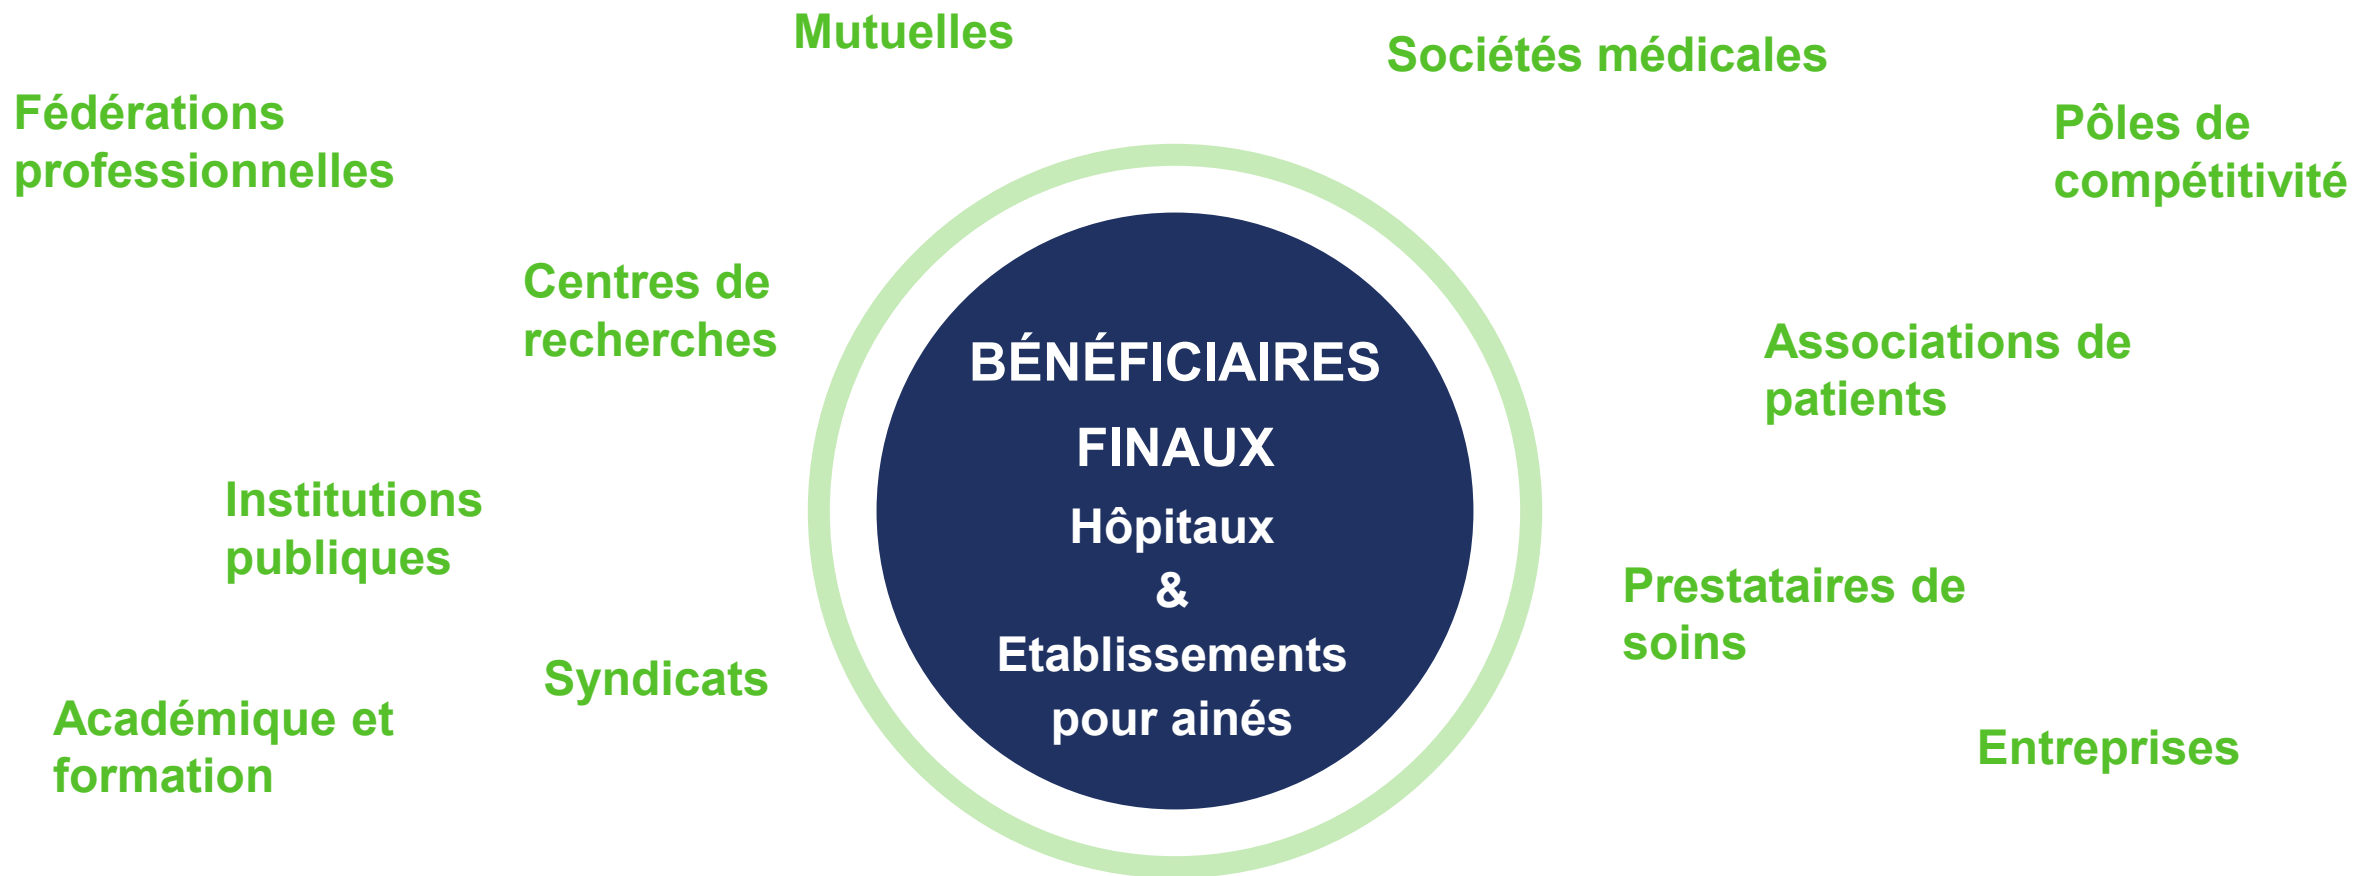 Mutuelles
Sociétés médicales
Fédérations
professionnelles
Pôles de
compétitivité
Centres de
recherches
BÉNÉFICIAIRES
FINAUX
Hôpitaux
&
Etablissements
pour ainés
Associations de
patients
Institutions
publiques
Prestataires de
soins
Syndicats
Académique et
formation
Entreprises